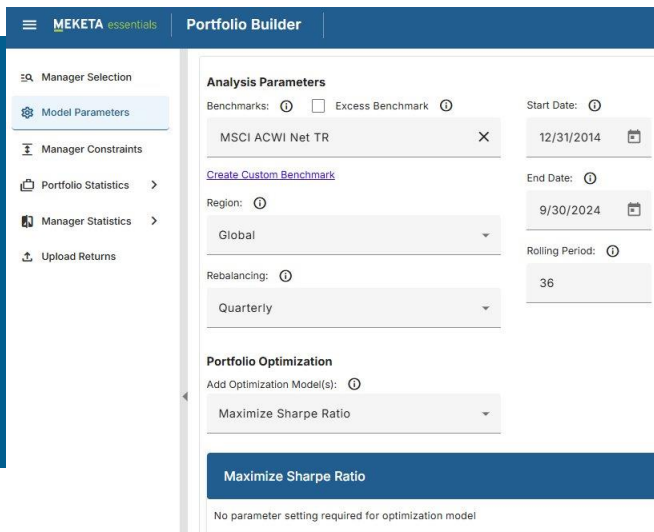 MEKETA essentials
Portfolio Builder
Manager Selection
Model Parameters
Manager Constraints
Portfolio Statistics
Manager Statistics
Upload Returns
Analysis Parameters
Benchmarks: Excess Benchmark
MSCI ACWI Net TR
Create Custom Benchmark
Region:
Global
Rebalancing:
Quarterly
Start Date:
12/31/2014
End Date:
9/30/2024
Rolling Period:
36
Portfolio Optimization
Add Optimization Model(s):
Maximize Sharpe Ratio
Maximize Sharpe Ratio
No parameter setting required for optimization model